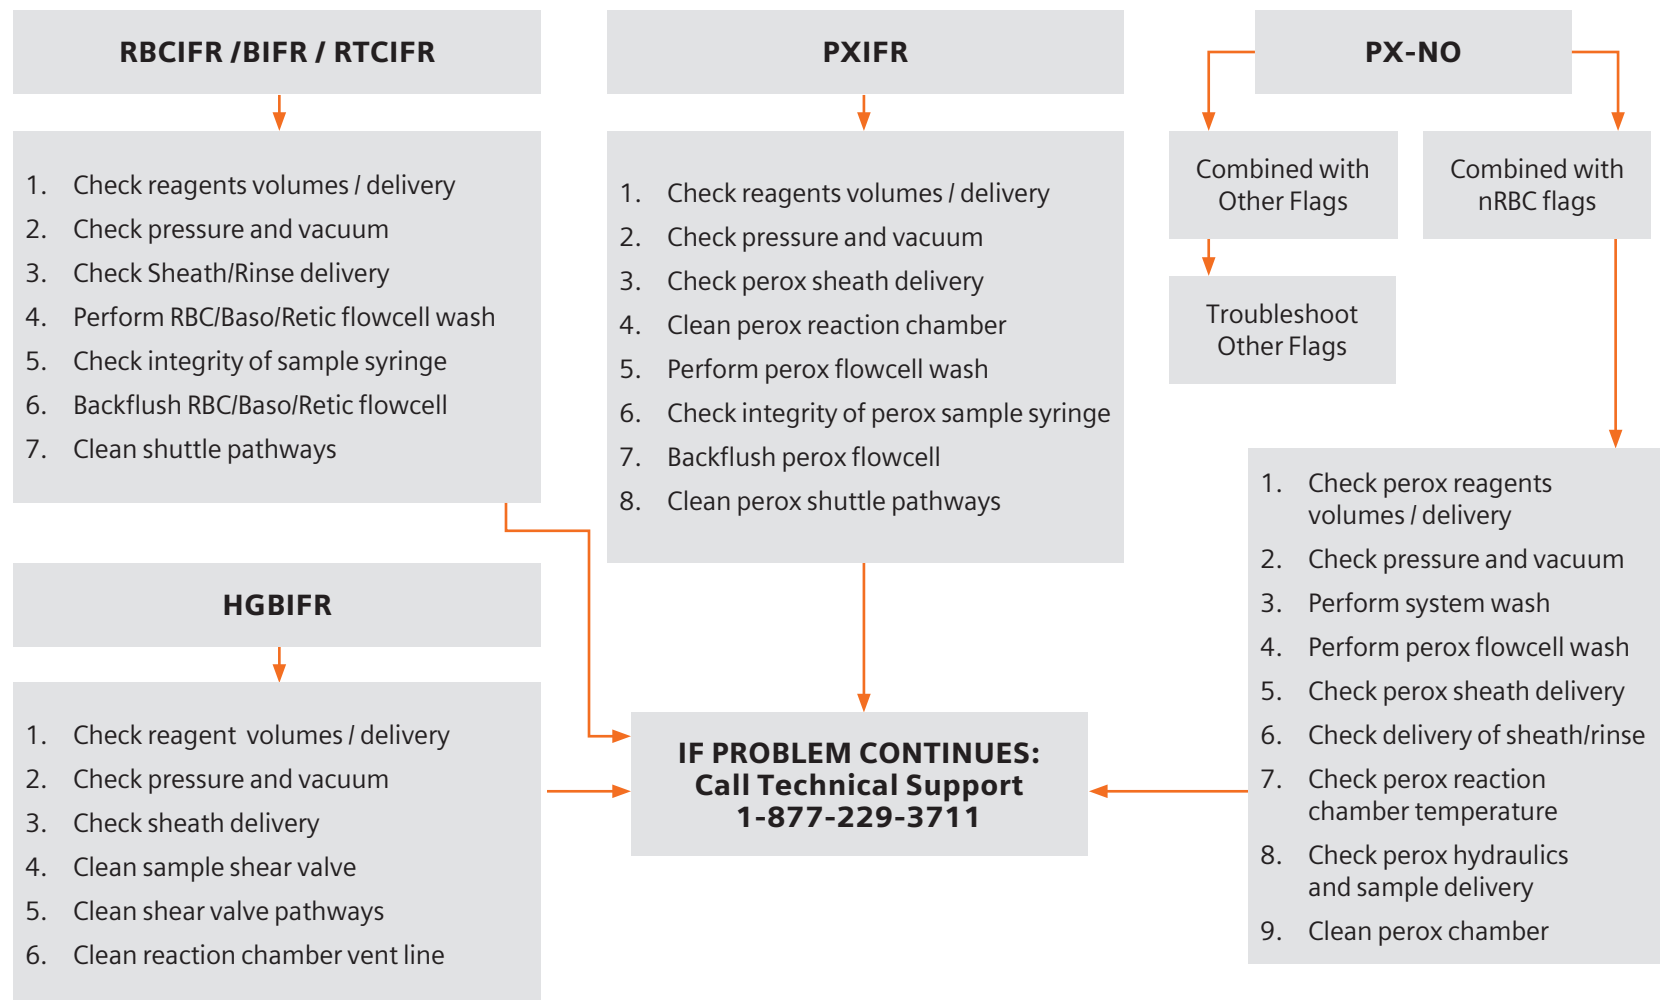 RBCIFR /BIFR / RTCIFR
1. Check reagents volumes / delivery
2. Check pressure and vacuum
3. Check Sheath/Rinse delivery
4. Perform RBC/Baso/Retic flowcell wash
5. Check integrity of sample syringe
6. Backflush RBC/Baso/Retic flowcell
7. Clean shuttle pathways
HGBIFR
1. Check reagent volumes / delivery
2. Check pressure and vacuum
3. Check sheath delivery
4. Clean sample shear valve
5. Clean shear valve pathways
6. Clean reaction chamber vent line
PXIFR
1. Check reagents volumes / delivery
2. Check pressure and vacuum
3. Check perox sheath delivery
4. Clean perox reaction chamber
5. Perform perox flowcell wash
6. Check integrity of perox sample syringe
7. Backflush perox flowcell
8. Clean perox shuttle pathways
PX-NO
Combined with
Other Flags
Troubleshoot
Other Flags
Combined with
nRBC flags
1. Check perox reagents
volumes / delivery
2. Check pressure and vacuum
3. Perform system wash
4. Perform perox flowcell wash
5. Check perox sheath delivery
6. Check delivery of sheath/rinse
7. Check perox reaction
chamber temperature
8. Check perox hydraulics
and sample delivery
9. Clean perox chamber
IF PROBLEM CONTINUES:
Call Technical Support
1-877-229-3711